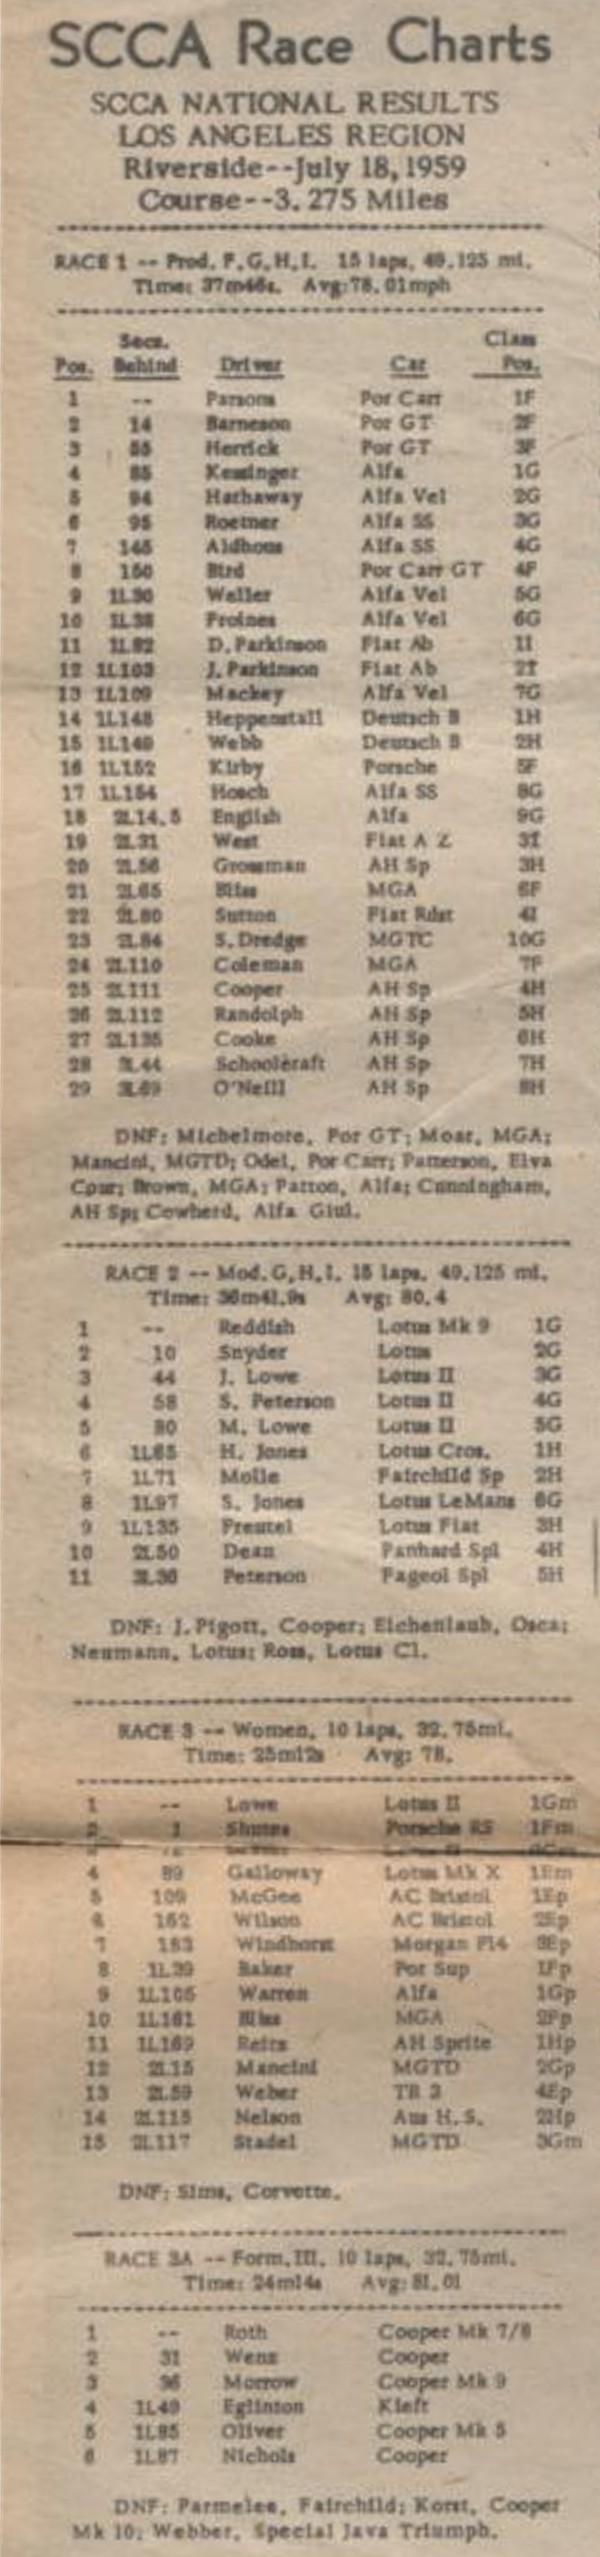 SCCA Race Charts
SCCA NATIONAL RESULTS
LOS ANGELES REGION
Riverside--July 18, 1959
Course--3. 275 Miles
RACE 1 -- Prod. F,G,H,I. 15 laps, 49.125 mi.
Time: 37m46s. Avg:78. 01mph
Secs. Class
Pos. Behind Driver Car Pos.
1 -- Parsons Por Carr 1F
2 14 Barneson Por GT 2F
3 55 Herrick Por GT 3F
4 85 Kessinger Alfa 1G
5 94 Hathaway Alfa Vel 2G
6 95 Roetner Alfa SS 3G
7 145 Aldhous Alfa SS 4G
8 150 Bird Por Carr GT 4F
9 1L30 Weller Alfa Vel 5G
10 1L38 Froines Alfa Vel 6G
11 1L82 D. Parkinson Fiat Ab 1I
12 1L103 J. Parkinson Fiat Ab 2I
13 1L109 Mackey Alfa Vel 7G
14 1L148 Heppenstall Deutsch B 1H
15 1L149 Webb Deutsch B 2H
16 1L152 Kirby Porsche 5F
17 1L154 Hosch Alfa SS 8G
18 2L14.5 English Alfa 9G
19 2L31 West Fiat A Z 3I
20 2L56 Grossman AH Sp 3H
21 2L65 Bliss MGA 6F
22 2L80 Sutton Fiat Rdst 4I
23 2L84 S. Dredge MGTC 10G
24 2L110 Coleman MGA 7F
25 2L111 Cooper AH Sp 4H
26 2L112 Randolph AH Sp 5H
27 2L135 Cooke AH Sp 6H
28 3L44 Schoolcraft AH Sp 7H
29 3L69 O'Neill AH Sp 8H
DNF: Michelmore, Por GT; Moar, MGA;
Mancini, MGTD; Odel, Por Carr; Patterson, Elva
Cour; Brown, MGA; Patton, Alfa; Cunningham,
AH Sp; Cowherd, Alfa Giul.
RACE 2 -- Mod. G,H,I. 15 laps, 49.125 mi.
Time: 36m41.9s Avg: 80.4
1 -- Reddish Lotus Mk 9 1G
2 10 Snyder Lotus 2G
3 44 J. Lowe Lotus II 3G
4 58 S. Peterson Lotus II 4G
5 80 M. Lowe Lotus II 5G
6 1L65 H. Jones Lotus Cros. 1H
7 1L71 Molle Fairchild Sp 2H
8 1L97 S. Jones Lotus LeMans 6G
9 1L135 Freutel Lotus Fiat 3H
10 2L50 Dean Panhard Spl 4H
11 3L36 Peterson Pageol Spl 5H
DNF: J. Pigott, Cooper; Eichenlaub, Osca;
Neumann, Lotus; Ross, Lotus Cl.
RACE 3 -- Women, 10 laps, 32. 75mi.
Time: 25m12s Avg: 78.
1 -- Lowe Lotus II 1Gm
2 1 Shutes Porsche RS 1Fm
4 89 Galloway Lotus Mk X 1Em
5 109 McGee AC Bristol 1Ep
6 162 Wilson AC Bristol 2Ep
7 183 Windhorst Morgan P14 3Ep
8 1L39 Baker Por Sup 1Fp
9 1L105 Warren Alfa 1Gp
10 1L161 Bliss MGA 2Fp
11 1L169 Reitz AH Sprite 1Hp
12 2L15 Mancini MGTD 2Gp
13 2L59 Weber TR 3 4Ep
14 2L115 Nelson Aus H.S. 2Hp
15 2L117 Stadel MGTD 3Gm
DNF: Sims, Corvette.
RACE 3A -- Form. III, 10 laps, 32. 75mi.
Time: 24m14s Avg: 81. 01
1 -- Roth Cooper Mk 7/8
2 31 Wenz Cooper
3 36 Morrow Cooper Mk 9
4 1L49 Eglinton Kieft
5 1L85 Oliver Cooper Mk 5
6 1L87 Nichols Cooper
DNF: Parmelee, Fairchild; Korst, Cooper
Mk 10; Webber, Special Java Triumph.